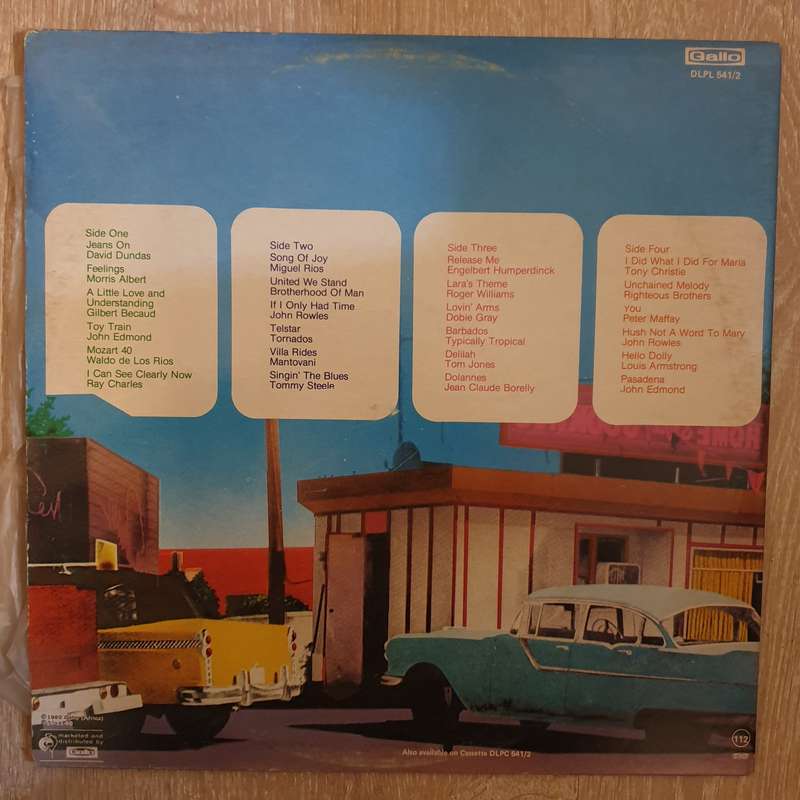 Gallo
DLPL 541/2
Side One
Jeans On
David Dundas
Feelings
Morris Albert
A Little Love and
Understanding
Gilbert Becaud
Toy Train
John Edmond
Mozart 40
Waldo de Los Rios
I Can See Clearly Now
Ray Charles
Side Two
Song Of Joy
Miguel Rios
United We Stand
Brotherhood Of Man
If I Only Had Time
John Rowles
Telstar
Tornados
Villa Rides
Mantovani
Singin' The Blues
Tommy Steele
Side Three
Release Me
Engelbert Humperdinck
Lara's Theme
Roger Williams
Lovin' Arms
Dobie Gray
Barbados
Typically Tropical
Delilah
Tom Jones
Dolannes
Jean Claude Borelly
Side Four
I Did What I Did For Maria
Tony Christie
Unchained Melody
Righteous Brothers
You
Peter Maffay
Hush Not A Word To Mary
John Rowles
Hello Dolly
Louis Armstrong
Pasadena
John Edmond
(Africa)
marketed and
distributed by
Gallo
Also available on Cassette DLPC 541/2
112